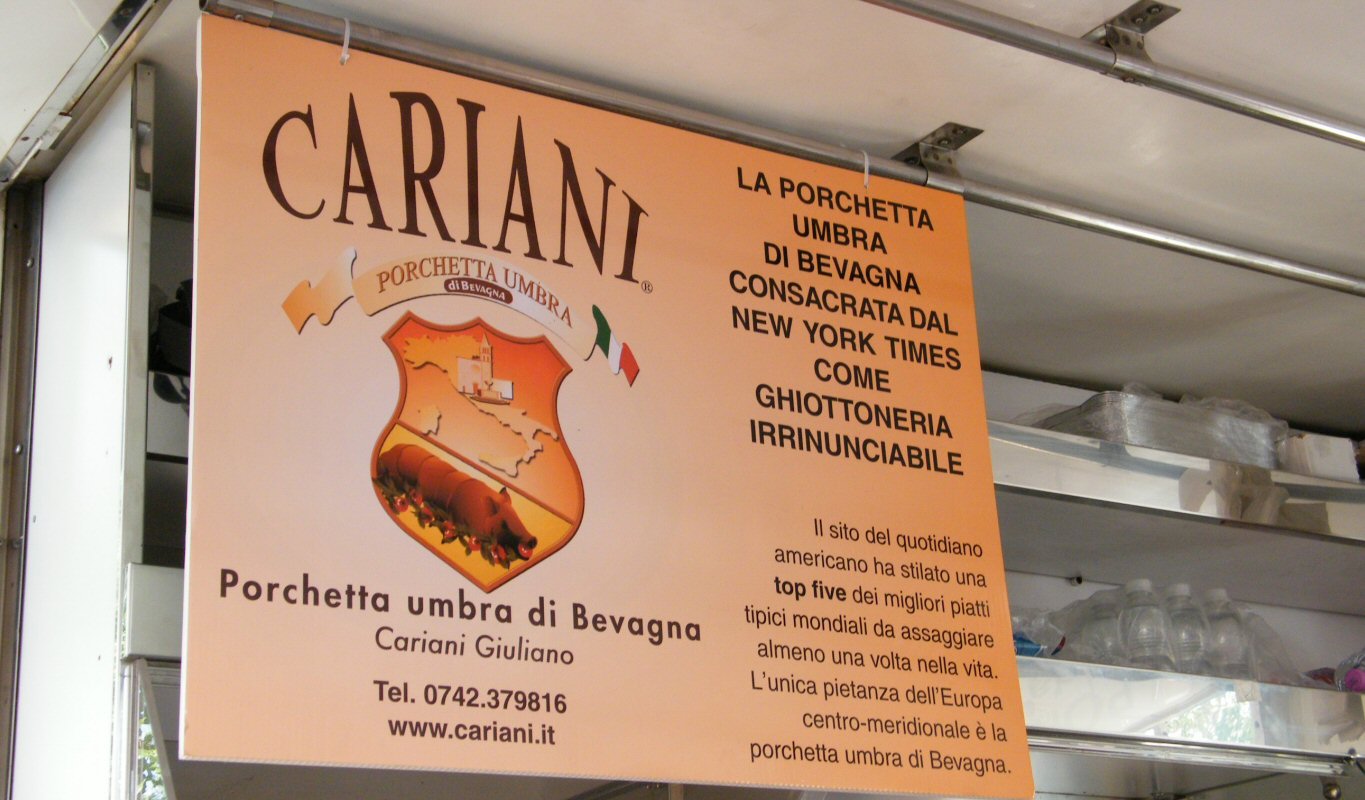 CARIANI®
PORCHETTA UMBRA
di BEVAGNA
Porchetta umbra di Bevagna
Cariani Giuliano
Tel. 0742.379816
www.cariani.it
LA PORCHETTA
UMBRA
DI BEVAGNA
CONSACRATA DAL
NEW YORK TIMES
COME
GHIOTTONERIA
IRRINUNCIABILE
Il sito del quotidiano
americano ha stilato una
top five dei migliori piatti
tipici mondiali da assaggiare
almeno una volta nella vita.
L'unica pietanza dell'Europa
centro-meridionale è la
porchetta umbra di Bevagna.